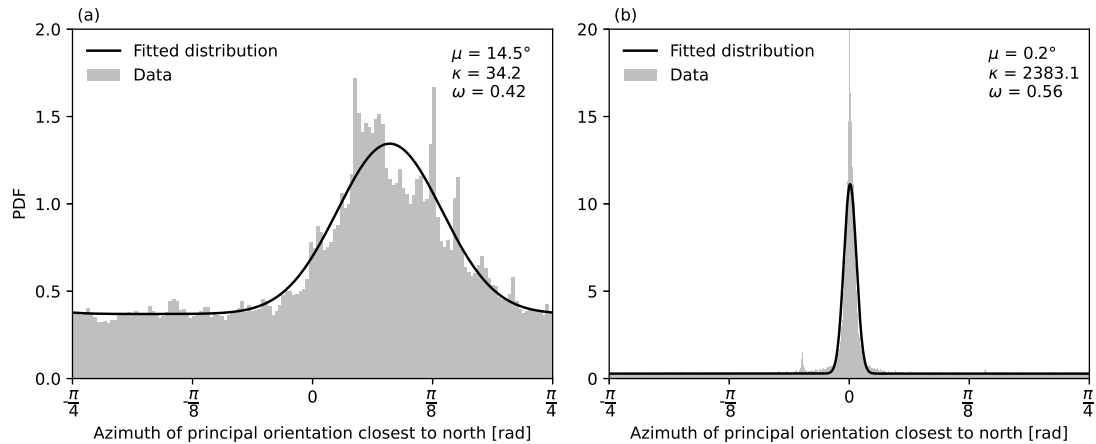 (a)
2.0
1.5
1.0
0.5
0.0
PDF
Fitted distribution
Data
μ = 14.5°
κ = 34.2
ω = 0.42
-π/4
-π/8
0
π/8
π/4
Azimuth of principal orientation closest to north [rad]
(b)
20
15
10
5
0
Fitted distribution
Data
μ = 0.2°
κ = 2383.1
ω = 0.56
-π/4
-π/8
0
π/8
π/4
Azimuth of principal orientation closest to north [rad]